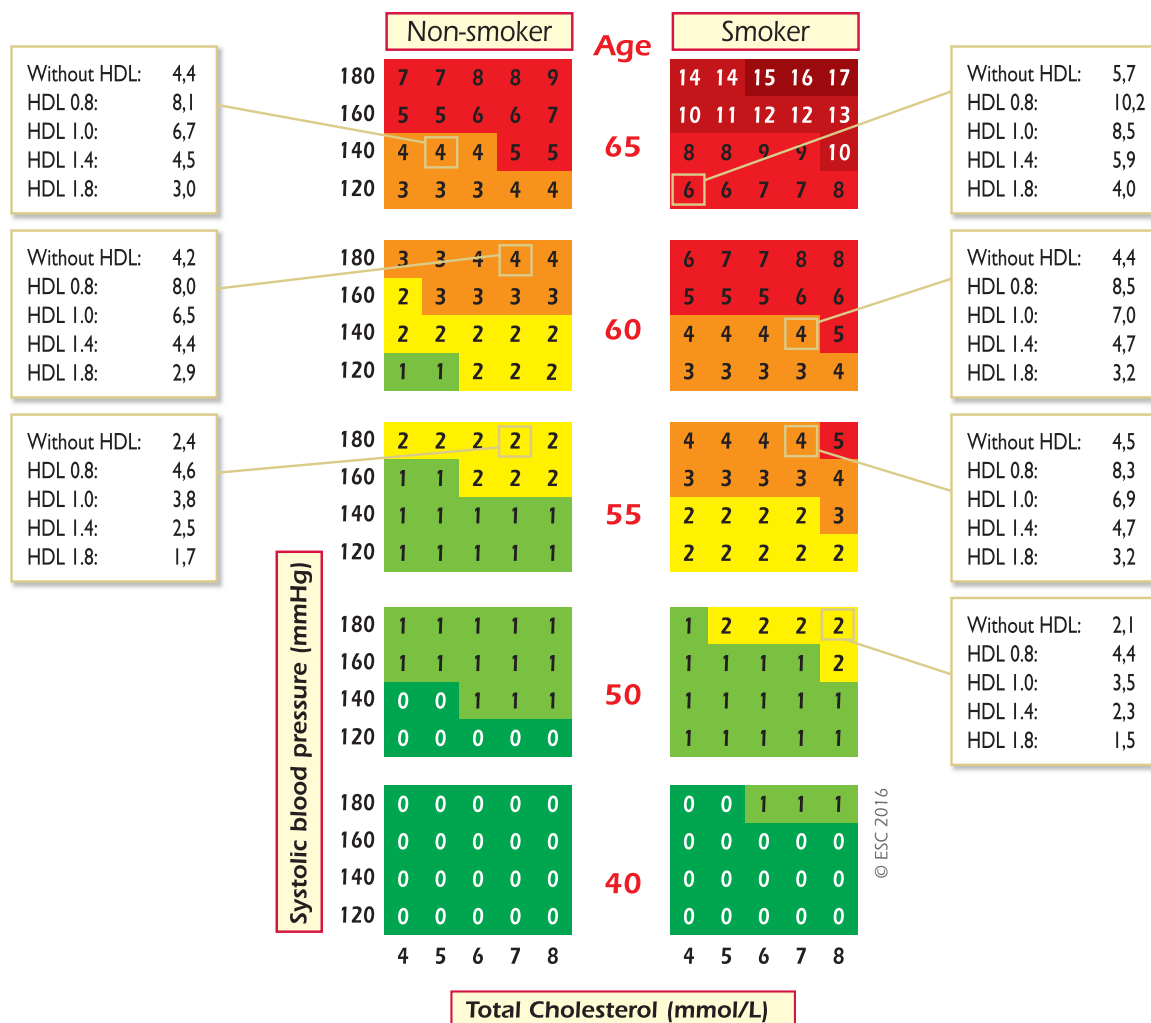 Non-smoker
Age
Smoker
Without HDL: 4,4
HDL 0.8: 8,1
HDL 1.0: 6,7
HDL 1.4: 4,5
HDL 1.8: 3,0
180 7 7 8 8 9
160 5 5 6 6 7
140 4 4 4 5 5
120 3 3 3 4 4
65
14 14 15 16 17
10 11 12 12 13
8 8 9 9 10
6 6 7 7 8
Without HDL: 5,7
HDL 0.8: 10,2
HDL 1.0: 8,5
HDL 1.4: 5,9
HDL 1.8: 4,0
Without HDL: 4,2
HDL 0.8: 8,0
HDL 1.0: 6,5
HDL 1.4: 4,4
HDL 1.8: 2,9
180 3 3 4 4 4
160 2 3 3 3 3
140 2 2 2 2 2
120 1 1 2 2 2
60
6 7 7 8 8
5 5 5 6 6
4 4 4 4 5
3 3 3 3 4
Without HDL: 4,4
HDL 0.8: 8,5
HDL 1.0: 7,0
HDL 1.4: 4,7
HDL 1.8: 3,2
Without HDL: 2,4
HDL 0.8: 4,6
HDL 1.0: 3,8
HDL 1.4: 2,5
HDL 1.8: 1,7
180 2 2 2 2 2
160 1 1 2 2 2
140 1 1 1 1 1
120 1 1 1 1 1
55
4 4 4 4 5
3 3 3 3 4
2 2 2 2 3
2 2 2 2 2
Without HDL: 4,5
HDL 0.8: 8,3
HDL 1.0: 6,9
HDL 1.4: 4,7
HDL 1.8: 3,2
Systolic blood pressure (mmHg)
180 1 1 1 1 1
160 1 1 1 1 1
140 0 0 1 1 1
120 0 0 0 0 0
50
1 2 2 2 2
1 1 1 1 2
1 1 1 1 1
1 1 1 1 1
Without HDL: 2,1
HDL 0.8: 4,4
HDL 1.0: 3,5
HDL 1.4: 2,3
HDL 1.8: 1,5
180 0 0 0 0 0
160 0 0 0 0 0
140 0 0 0 0 0
120 0 0 0 0 0
40
0 0 1 1 1
0 0 0 0 0
0 0 0 0 0
0 0 0 0 0
© ESC 2016
4 5 6 7 8
4 5 6 7 8
Total Cholesterol (mmol/L)